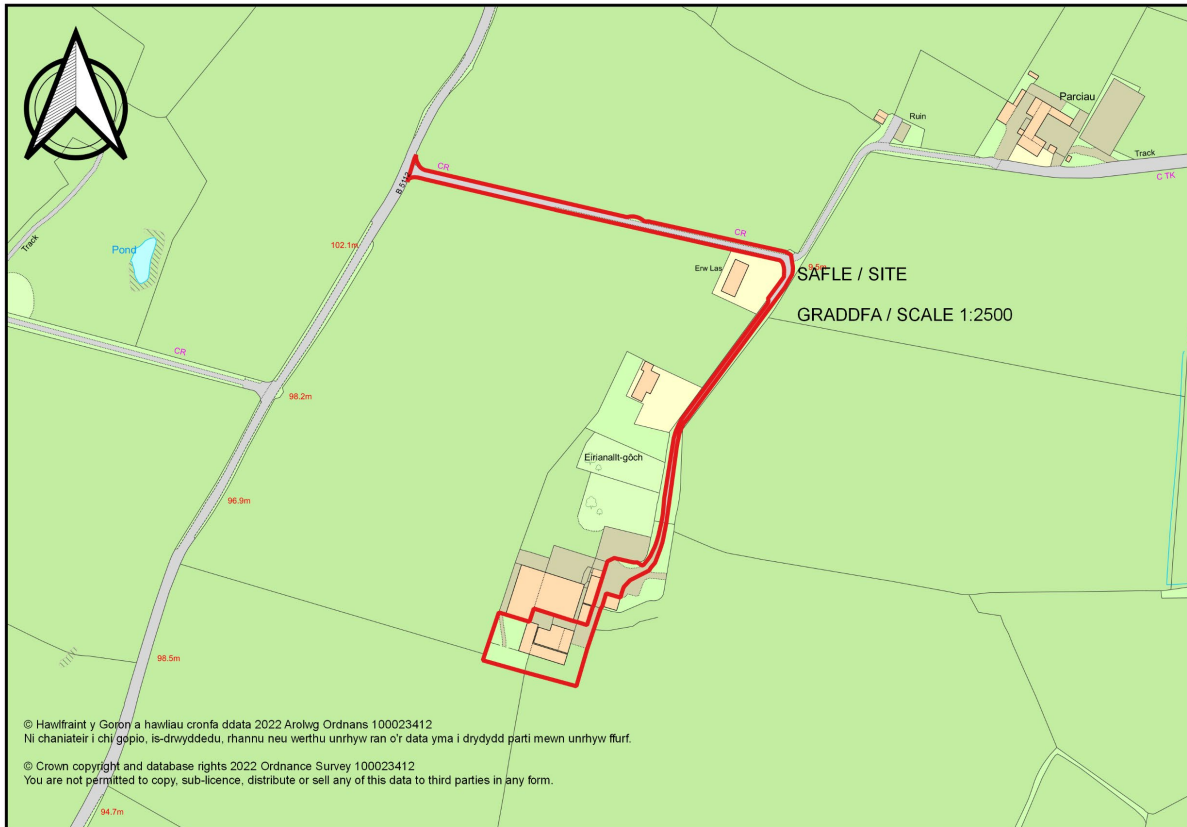 Parciau
Ruin
Track
C TK
CR
B 5112
Track
Pond
102.1m
CR
Erw Las
SAFLE / SITE
GRADDFA / SCALE 1:2500
CR
98.2m
Eirianallt-gôch
96.9m
98.5m
© Hawlfraint y Goron a hawliau cronfa ddata 2022 Arolwg Ordnans 100023412
Ni chaniateir i chi gopio, is-drwyddedu, rhannu neu werthu unrhyw ran o'r data yma i drydydd parti mewn unrhyw ffurf.
© Crown copyright and database rights 2022 Ordnance Survey 100023412
You are not permitted to copy, sub-licence, distribute or sell any of this data to third parties in any form.
94.7m